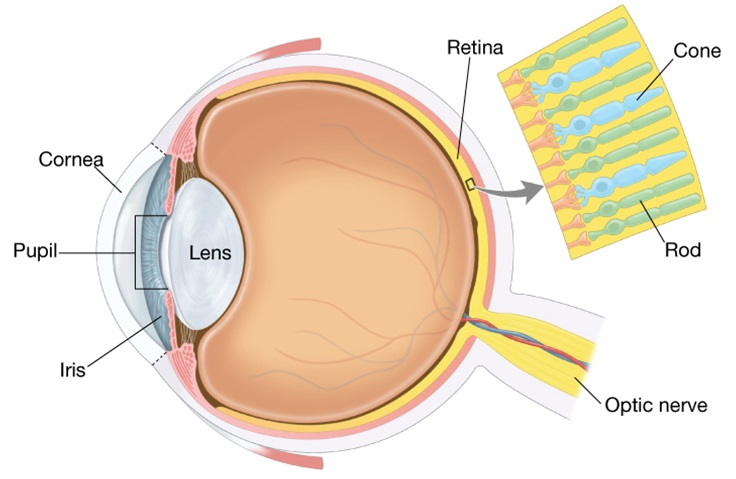 Retina
Cone
Cornea
Pupil
Lens
Rod
Iris
Optic nerve